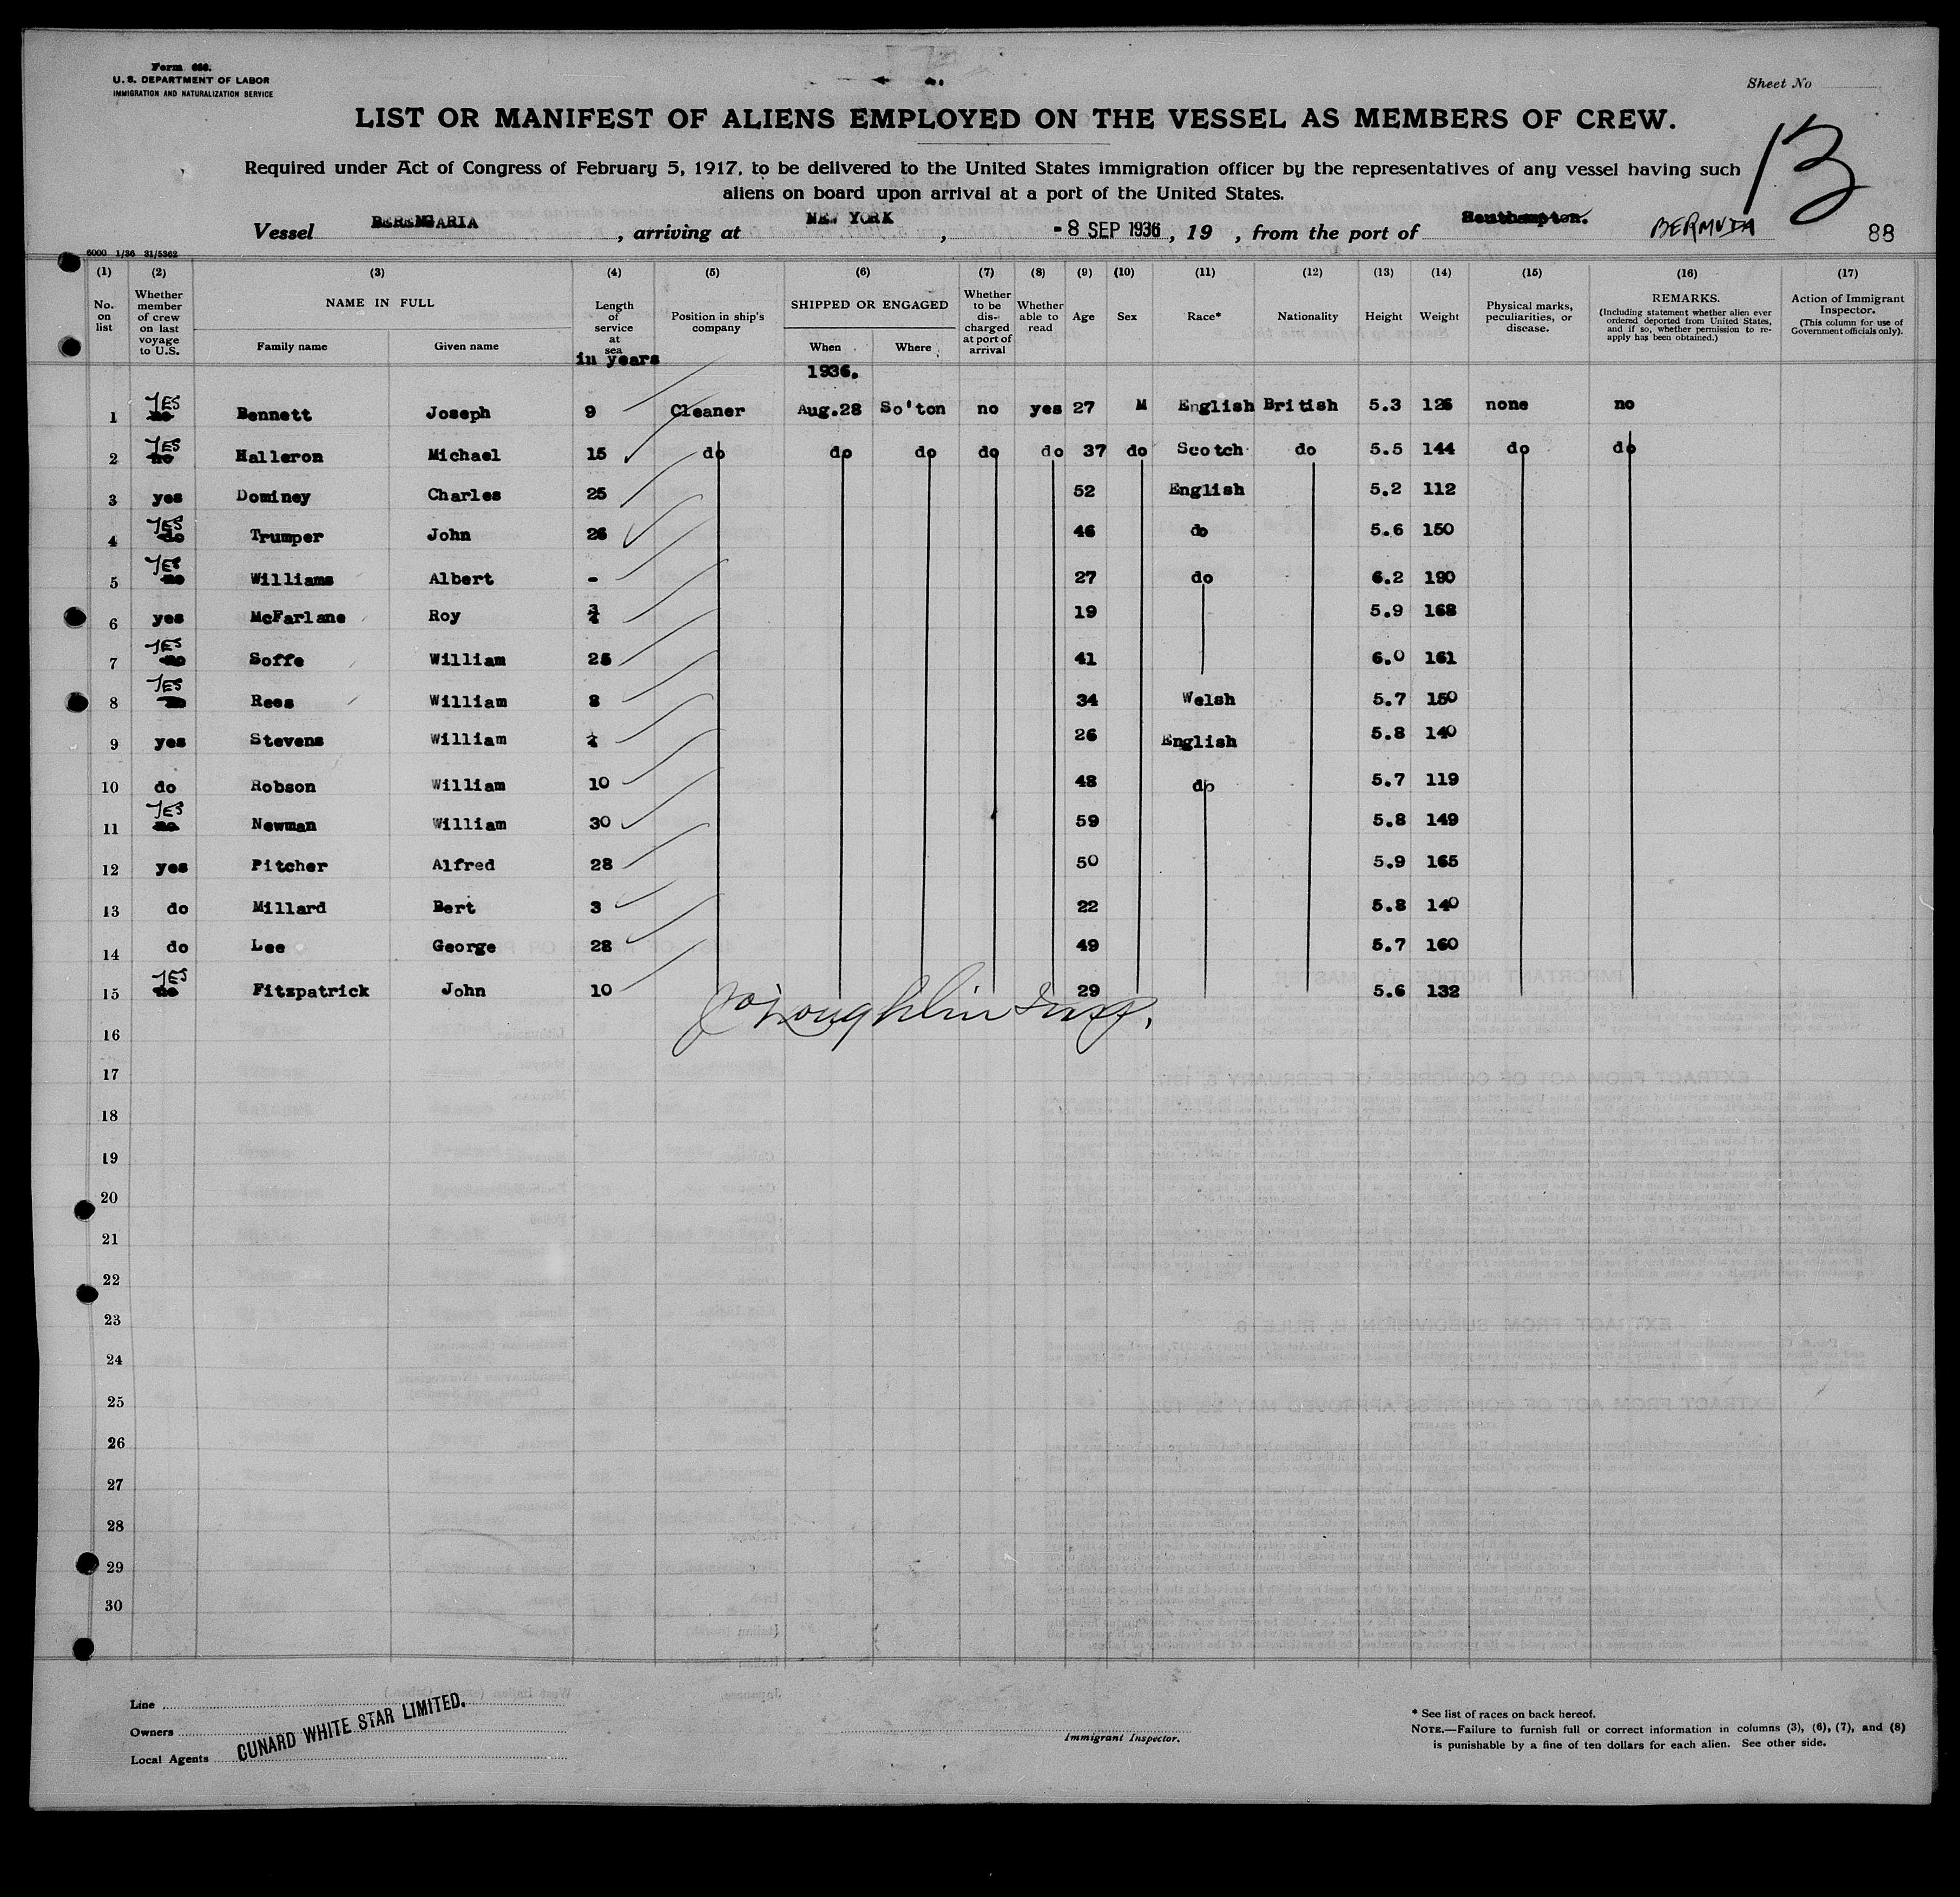 Form 680.
U. S. DEPARTMENT OF LABOR
IMMIGRATION AND NATURALIZATION SERVICE
Sheet No
LIST OR MANIFEST OF ALIENS EMPLOYED ON THE VESSEL AS MEMBERS OF CREW.
13
Required under Act of Congress of February 5, 1917, to be delivered to the United States immigration officer by the representatives of any vessel having such
aliens on board upon arrival at a port of the United States.
Vessel BERENGARIA, arriving at NEW YORK, -8 SEP 1936, 19 , from the port of Southampton. BERMUDA 88
6000 1/36 31/5362
(1) (2) (3) (4) (5) (6) (7) (8) (9) (10) (11) (12) (13) (14) (15) (16) (17)
No. on list
Whether member of crew on last voyage to U.S.
NAME IN FULL
Family name Given name
Length of service at sea
in years
Position in ship's company
SHIPPED OR ENGAGED
When Where
Whether to be discharged at port of arrival
Whether able to read
Age
Sex
Race*
Nationality
Height
Weight
Physical marks, peculiarities, or disease.
REMARKS.
(Including statement whether alien ever ordered deported from United States, and if so, whether permission to re-apply has been obtained.)
Action of Immigrant Inspector.
(This column for use of Government officials only).
1936.
1 YES no Bennett Joseph 9 Cleaner Aug.28 So'ton no yes 27 M English British 5.3 126 none no
2 YES no Halleron Michael 15 do do do do do 37 do Scotch do 5.5 144 do do
3 yes Dominey Charles 25 52 English 5.2 112
4 YES do Trumper John 26 46 do 5.6 150
5 YES no Williams Albert - 27 do 6.2 190
6 yes McFarlane Roy ¾ 19 5.9 168
7 YES no Soffe William 25 41 6.0 161
8 YES no Rees William 8 34 Welsh 5.7 150
9 yes Stevens William 26 English 5.8 140
10 do Robson William 10 48 do 5.7 119
11 YES no Newman William 30 59 5.8 149
12 yes Pitcher Alfred 28 50 5.9 165
13 do Millard Bert 3 22 5.8 140
14 do Lee George 28 49 5.7 160
15 YES no Fitzpatrick John 10 29 5.6 132
16
17
18
19
20
21
22
23
24
25
26
27
28
29
30
Line
Owners
Local Agents
CUNARD WHITE STAR LIMITED.
Immigrant Inspector.
* See list of races on back hereof.
NOTE.—Failure to furnish full or correct information in columns (3), (6), (7), and (8)
is punishable by a fine of ten dollars for each alien. See other side.